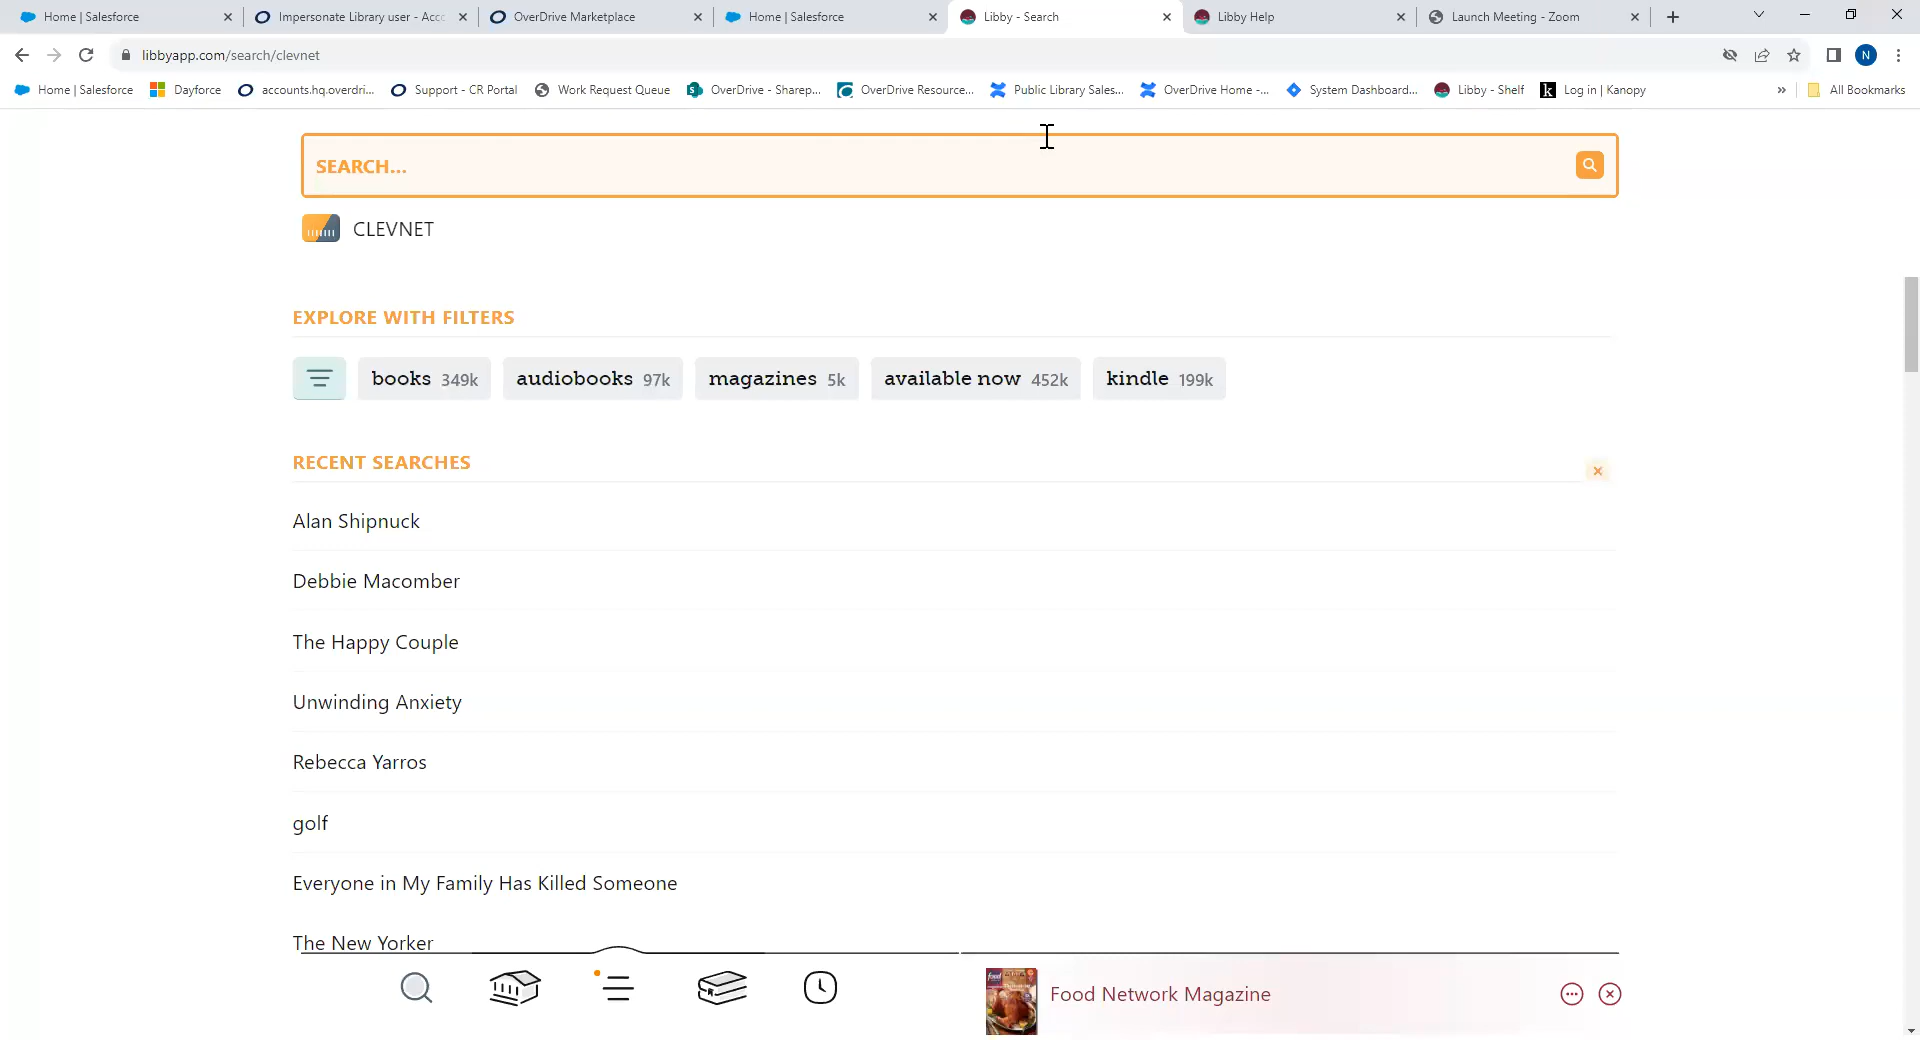 Home | Salesforce
Impersonate Library user - Acco
OverDrive Marketplace
Home | Salesforce
Libby - Search
Libby Help
Launch Meeting - Zoom
libbyapp.com/search/clevnet
N
Home | Salesforce
Dayforce
accounts.hq.overdri...
Support - CR Portal
Work Request Queue
OverDrive - Sharep...
OverDrive Resource...
Public Library Sales...
OverDrive Home -...
System Dashboard...
Libby - Shelf
k
Log in | Kanopy
»
All Bookmarks
SEARCH...
CLEVNET
EXPLORE WITH FILTERS
books 349k
audiobooks 97k
magazines 5k
available now 452k
kindle 199k
RECENT SEARCHES
Alan Shipnuck
Debbie Macomber
The Happy Couple
Unwinding Anxiety
Rebecca Yarros
golf
Everyone in My Family Has Killed Someone
The New Yorker
food
Food Network Magazine